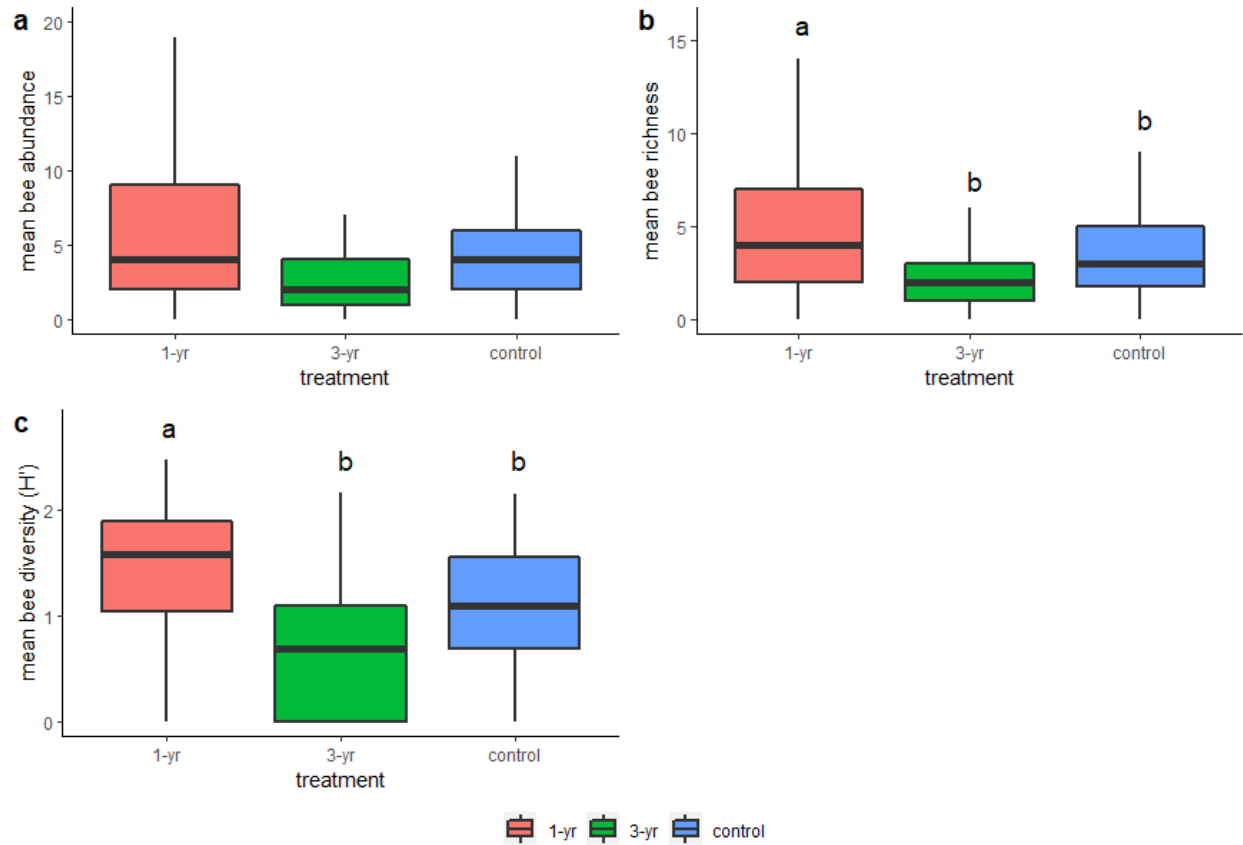 a
mean bee abundance
20
15
10
5
0
1-yr
3-yr
control
treatment
b
mean bee richness
15
10
5
0
a
b
b
1-yr
3-yr
control
treatment
c
mean bee diversity (H')
2
1
0
a
b
b
1-yr
3-yr
control
treatment
1-yr 3-yr control